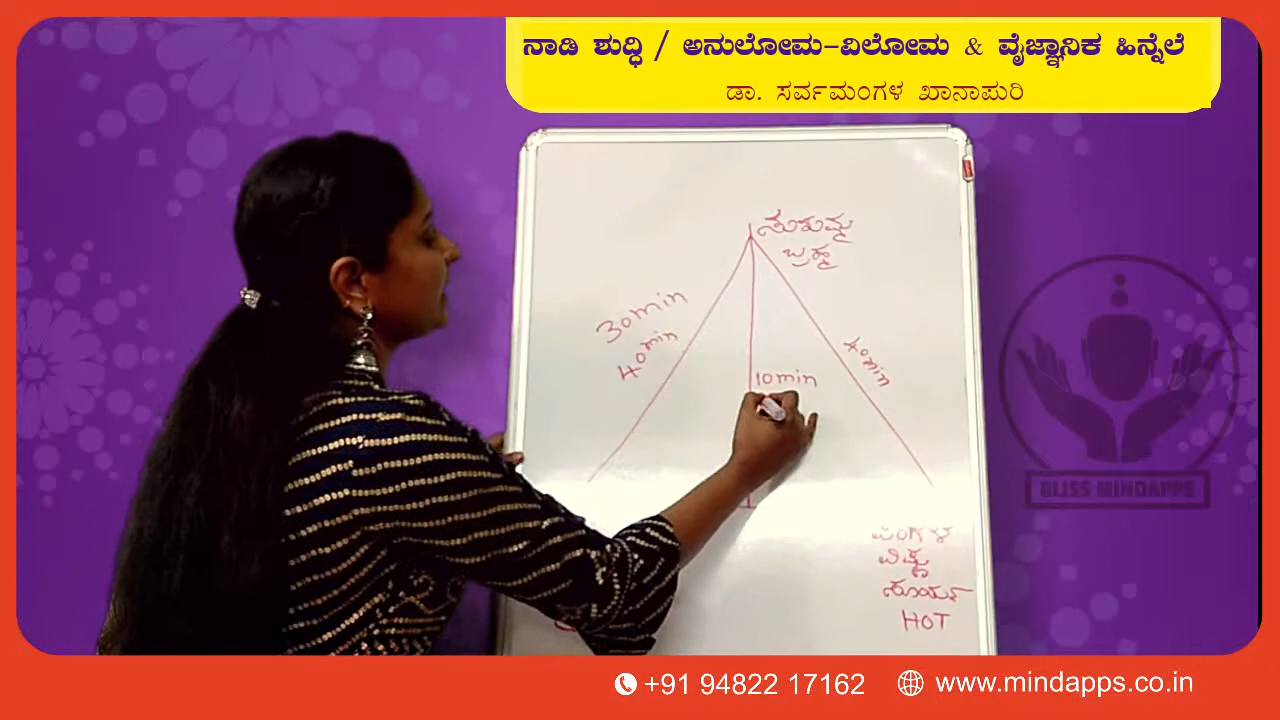 ನಾಡಿ ಶುದ್ಧಿ / ಅನುಲೋಮ-ವಿಲೋಮ & ವೈಜ್ಞಾನಿಕ ಹಿನ್ನೆಲೆ
ಡಾ. ಸರ್ವಮಂಗಳ ಖಾನಾಪುರಿ
ಸುಶುಮ್ನ
ಬ್ರಹ್ಮ
30min
40min
40min
10min
ಪಿಂಗಳ
ವಿಷ್ಣು
ಸೂರ್ಯ
HOT
BLISS MINDAPPS
+91 94822 17162
www.mindapps.co.in